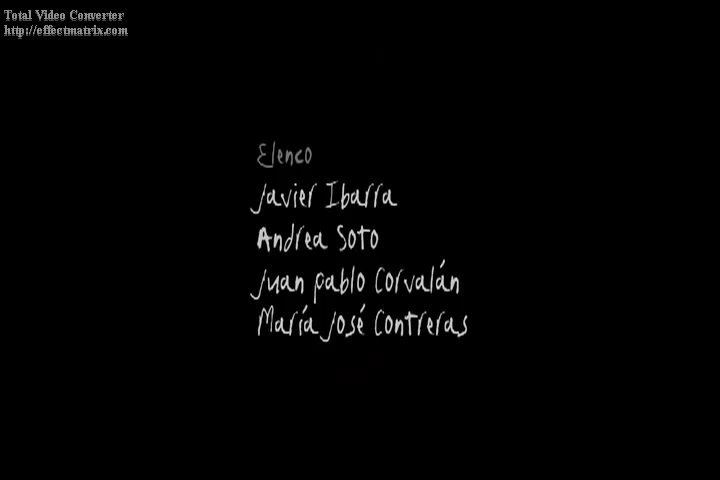 Total Video Converter
http://effectmatrix.com
Elenco
Javier Ibarra
Andrea Soto
Juan pablo Corvalán
María José Contreras